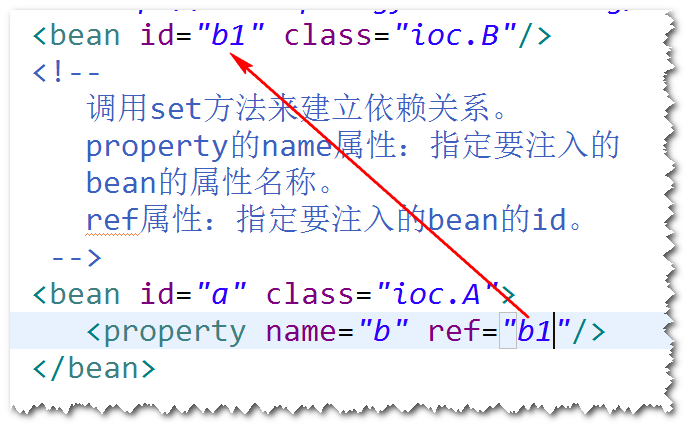 <bean id="b1" class="ioc.B"/>
<!--
调用set方法来建立依赖关系。
property的name属性：指定要注入的
bean的属性名称。
ref属性：指定要注入的bean的id。
-->
<bean id="a" class="ioc.A">
<property name="b" ref="b1"/>
</bean>